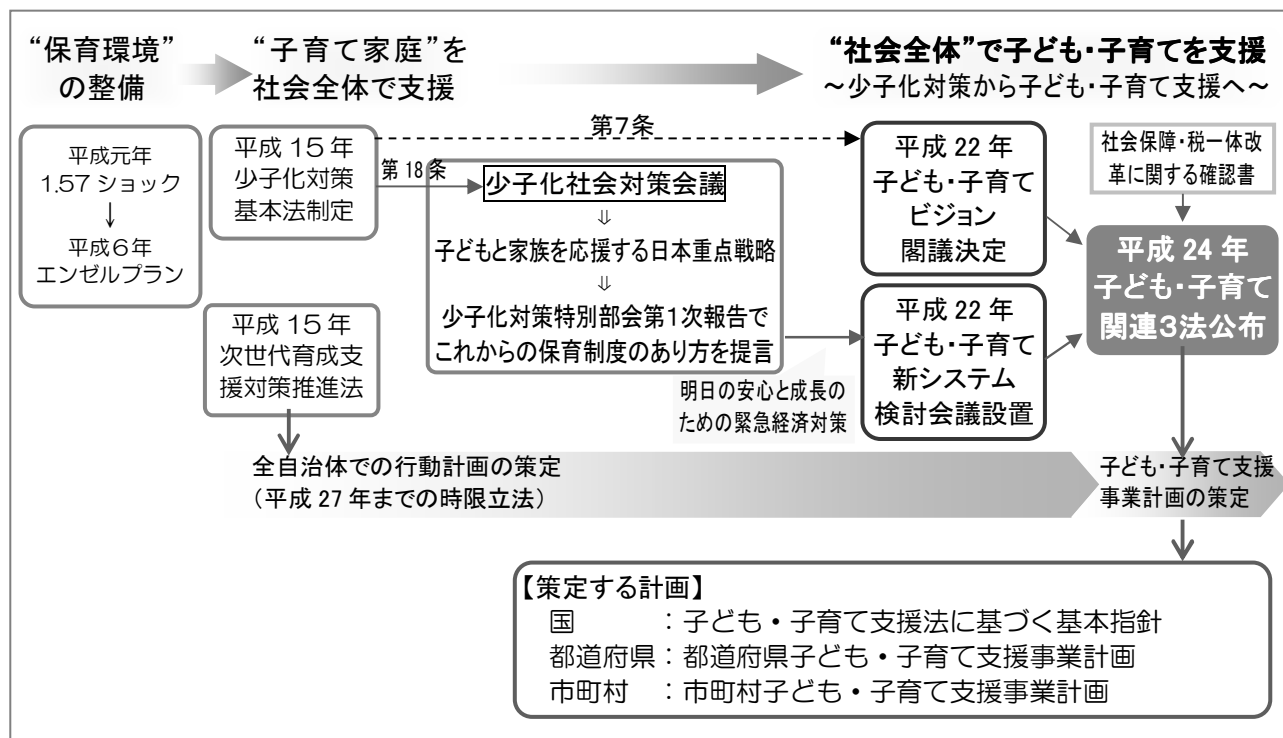 “保育環境”
の整備
“子育て家庭”を
社会全体で支援
“社会全体”で子ども・子育てを支援
～少子化対策から子ども・子育て支援へ～
平成元年
1.57ショック
↓
平成６年
エンゼルプラン
平成 15 年
少子化対策
基本法制定
第７条
第 18 条
少子化社会対策会議
⇓
子どもと家族を応援する日本重点戦略
⇓
少子化対策特別部会第１次報告で
これからの保育制度のあり方を提言
平成 22 年
子ども・子育て
ビジョン
閣議決定
社会保障・税一体改
革に関する確認書
平成 24 年
子ども・子育て
関連３法公布
平成 15 年
次世代育成支
援対策推進法
平成 22 年
子ども・子育て
新システム
検討会議設置
明日の安心と成長の
ための緊急経済対策
全自治体での行動計画の策定
（平成 27 年までの時限立法）
子ども・子育て支援
事業計画の策定
【策定する計画】
国　　　：子ども・子育て支援法に基づく基本指針
都道府県：都道府県子ども・子育て支援事業計画
市町村　：市町村子ども・子育て支援事業計画